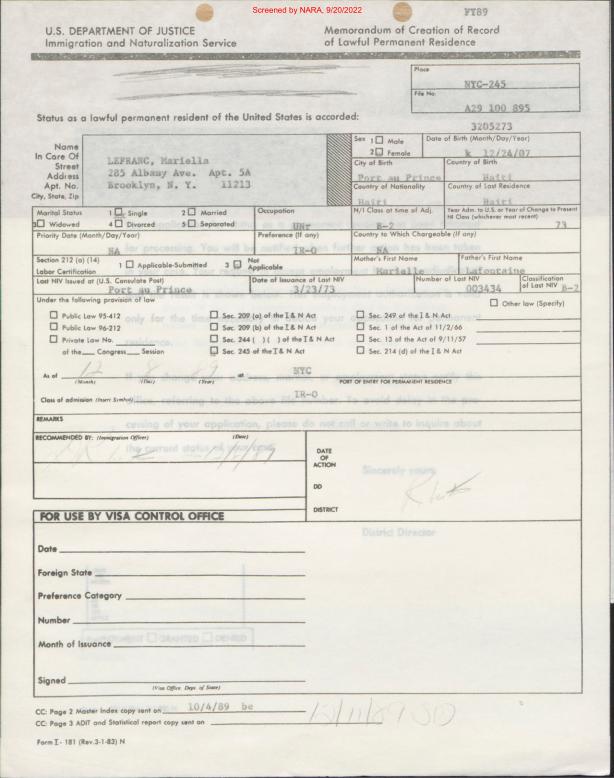 Screened by NARA, 9/20/2022
FY89
U.S. DEPARTMENT OF JUSTICE
Immigration and Naturalization Service
Memorandum of Creation of Record
of Lawful Permanent Residence
Place
NYC-245
File No.
A29 100 895
3205273
Status as a lawful permanent resident of the United States is accorded:
Name
In Care Of
Street
Address
Apt. No.
City, State, Zip
LEFRANC, Mariella
285 Albany Ave. Apt. 5A
Brooklyn, N. Y. 11213
Sex 1 Male
2 Female
Date of Birth (Month/Day/Year)
12/24/07
City of Birth
Port au Prince
Country of Birth
Haiti
Country of Nationality
Haiti
Country of Last Residence
Haiti
Marital Status 1 Single 2 Married
3 Widowed 4 Divorced 5 Separated
Occupation
UNr
N/I Class at time of Adj.
B-2
Year Adm. to U.S. or Year of Change to Present
NI Class (whichever most recent)
73
Priority Date (Month/Day/Year)
NA
Preference (If any)
IR-O
Country to Which Chargeable (If any)
NA
Section 212 (a) (14)
Labor Certification
1 Applicable-Submitted 3 Not
Applicable
Mother's First Name
Marielle
Father's First Name
Lafontaine
Last NIV Issued at (U.S. Consulate Post)
Port au Prince
Date of Issuance of Last NIV
3/23/73
Number of Last NIV
003434
Classification
of Last NIV B-2
Under the following provision of law
Other law (Specify)
Public Law 95-412
Sec. 209 (a) of the I & N Act
Sec. 249 of the I & N Act
Public Law 96-212
Sec. 209 (b) of the I & N Act
Sec. 1 of the Act of 11/2/66
Private Law No.
Sec. 244 ( ) ( ) of the I & N Act
Sec. 13 of the Act of 9/11/57
of the Congress, Session
Sec. 245 of the I & N Act
Sec. 214 (d) of the I & N Act
As of 12 8 89 at NYC
(Month) (Day) (Year)
PORT OF ENTRY FOR PERMANENT RESIDENCE
Class of admission (Insert Symbol) IR-O
REMARKS
RECOMMENDED BY: (Immigration Officer) (Date)
DATE
OF
ACTION
DD
DISTRICT
Sincerely yours,
District Director
FOR USE BY VISA CONTROL OFFICE
Date
Foreign State
Preference Category
Number
Month of Issuance
GRANTED DENIED
Signed
(Visa Office, Dept. of State)
CC: Page 2 Master Index copy sent on 10/4/89 be
CC: Page 3 ADIT and Statistical report copy sent on 12/11/89
Form I - 181 (Rev.3-1-83) N